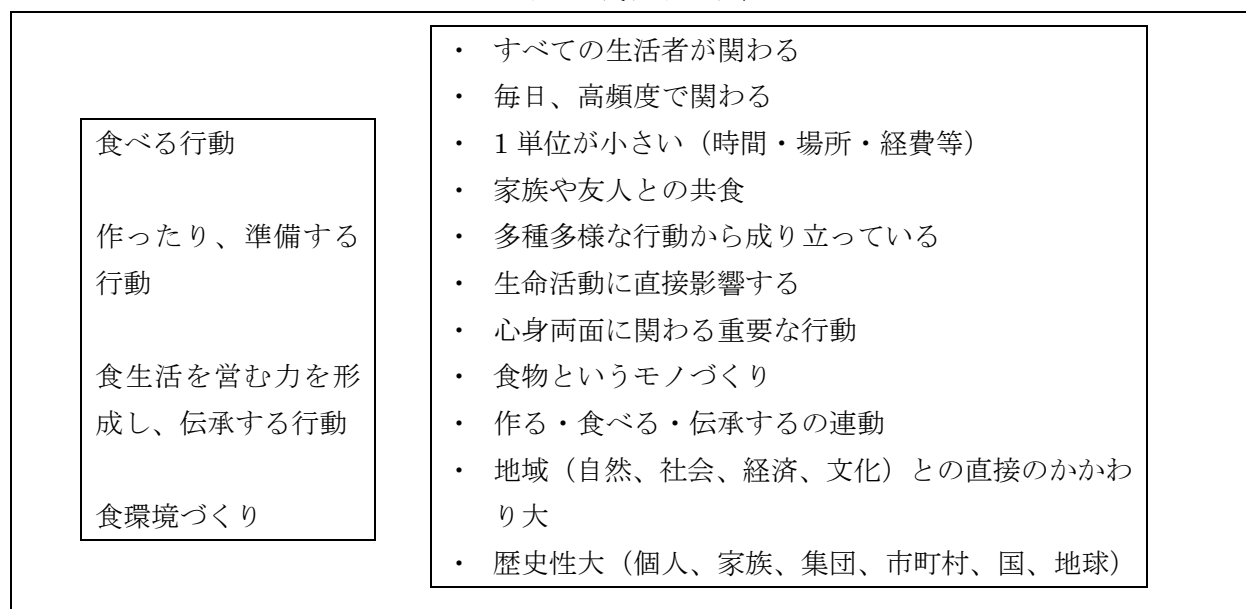 食べる行動
作ったり、準備する
行動
食生活を営む力を形
成し、伝承する行動
食環境づくり
・ すべての生活者が関わる
・ 毎日、高頻度で関わる
・ 1 単位が小さい（時間・場所・経費等）
・ 家族や友人との共食
・ 多種多様な行動から成り立っている
・ 生命活動に直接影響する
・ 心身両面に関わる重要な行動
・ 食物というモノづくり
・ 作る・食べる・伝承するの連動
・ 地域（自然、社会、経済、文化）との直接のかかわ
り大
・ 歴史性大（個人、家族、集団、市町村、国、地球）